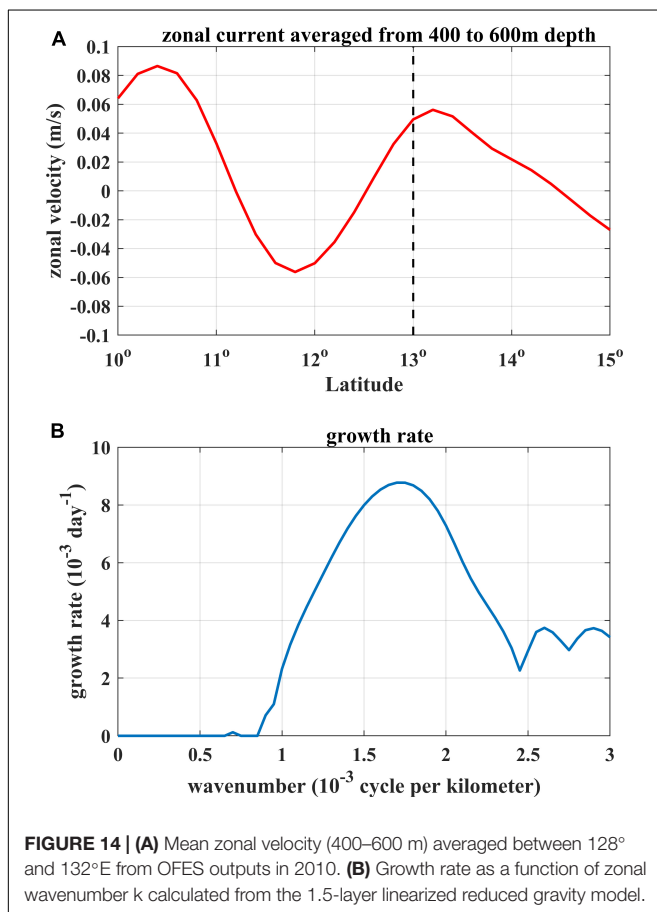 A
zonal current averaged from 400 to 600m depth
0.1
0.08
0.06
0.04
0.02
0
-0.02
-0.04
-0.06
-0.08
-0.1
zonal velocity (m/s)
10° 11° 12° 13° 14° 15°
Latitude
B
growth rate
10
8
6
4
2
0
growth rate (10⁻³ day⁻¹)
0 0.5 1 1.5 2 2.5 3
wavenumber (10⁻³ cycle per kilometer)
FIGURE 14 | (A) Mean zonal velocity (400–600 m) averaged between 128°
and 132°E from OFES outputs in 2010. (B) Growth rate as a function of zonal
wavenumber k calculated from the 1.5-layer linearized reduced gravity model.